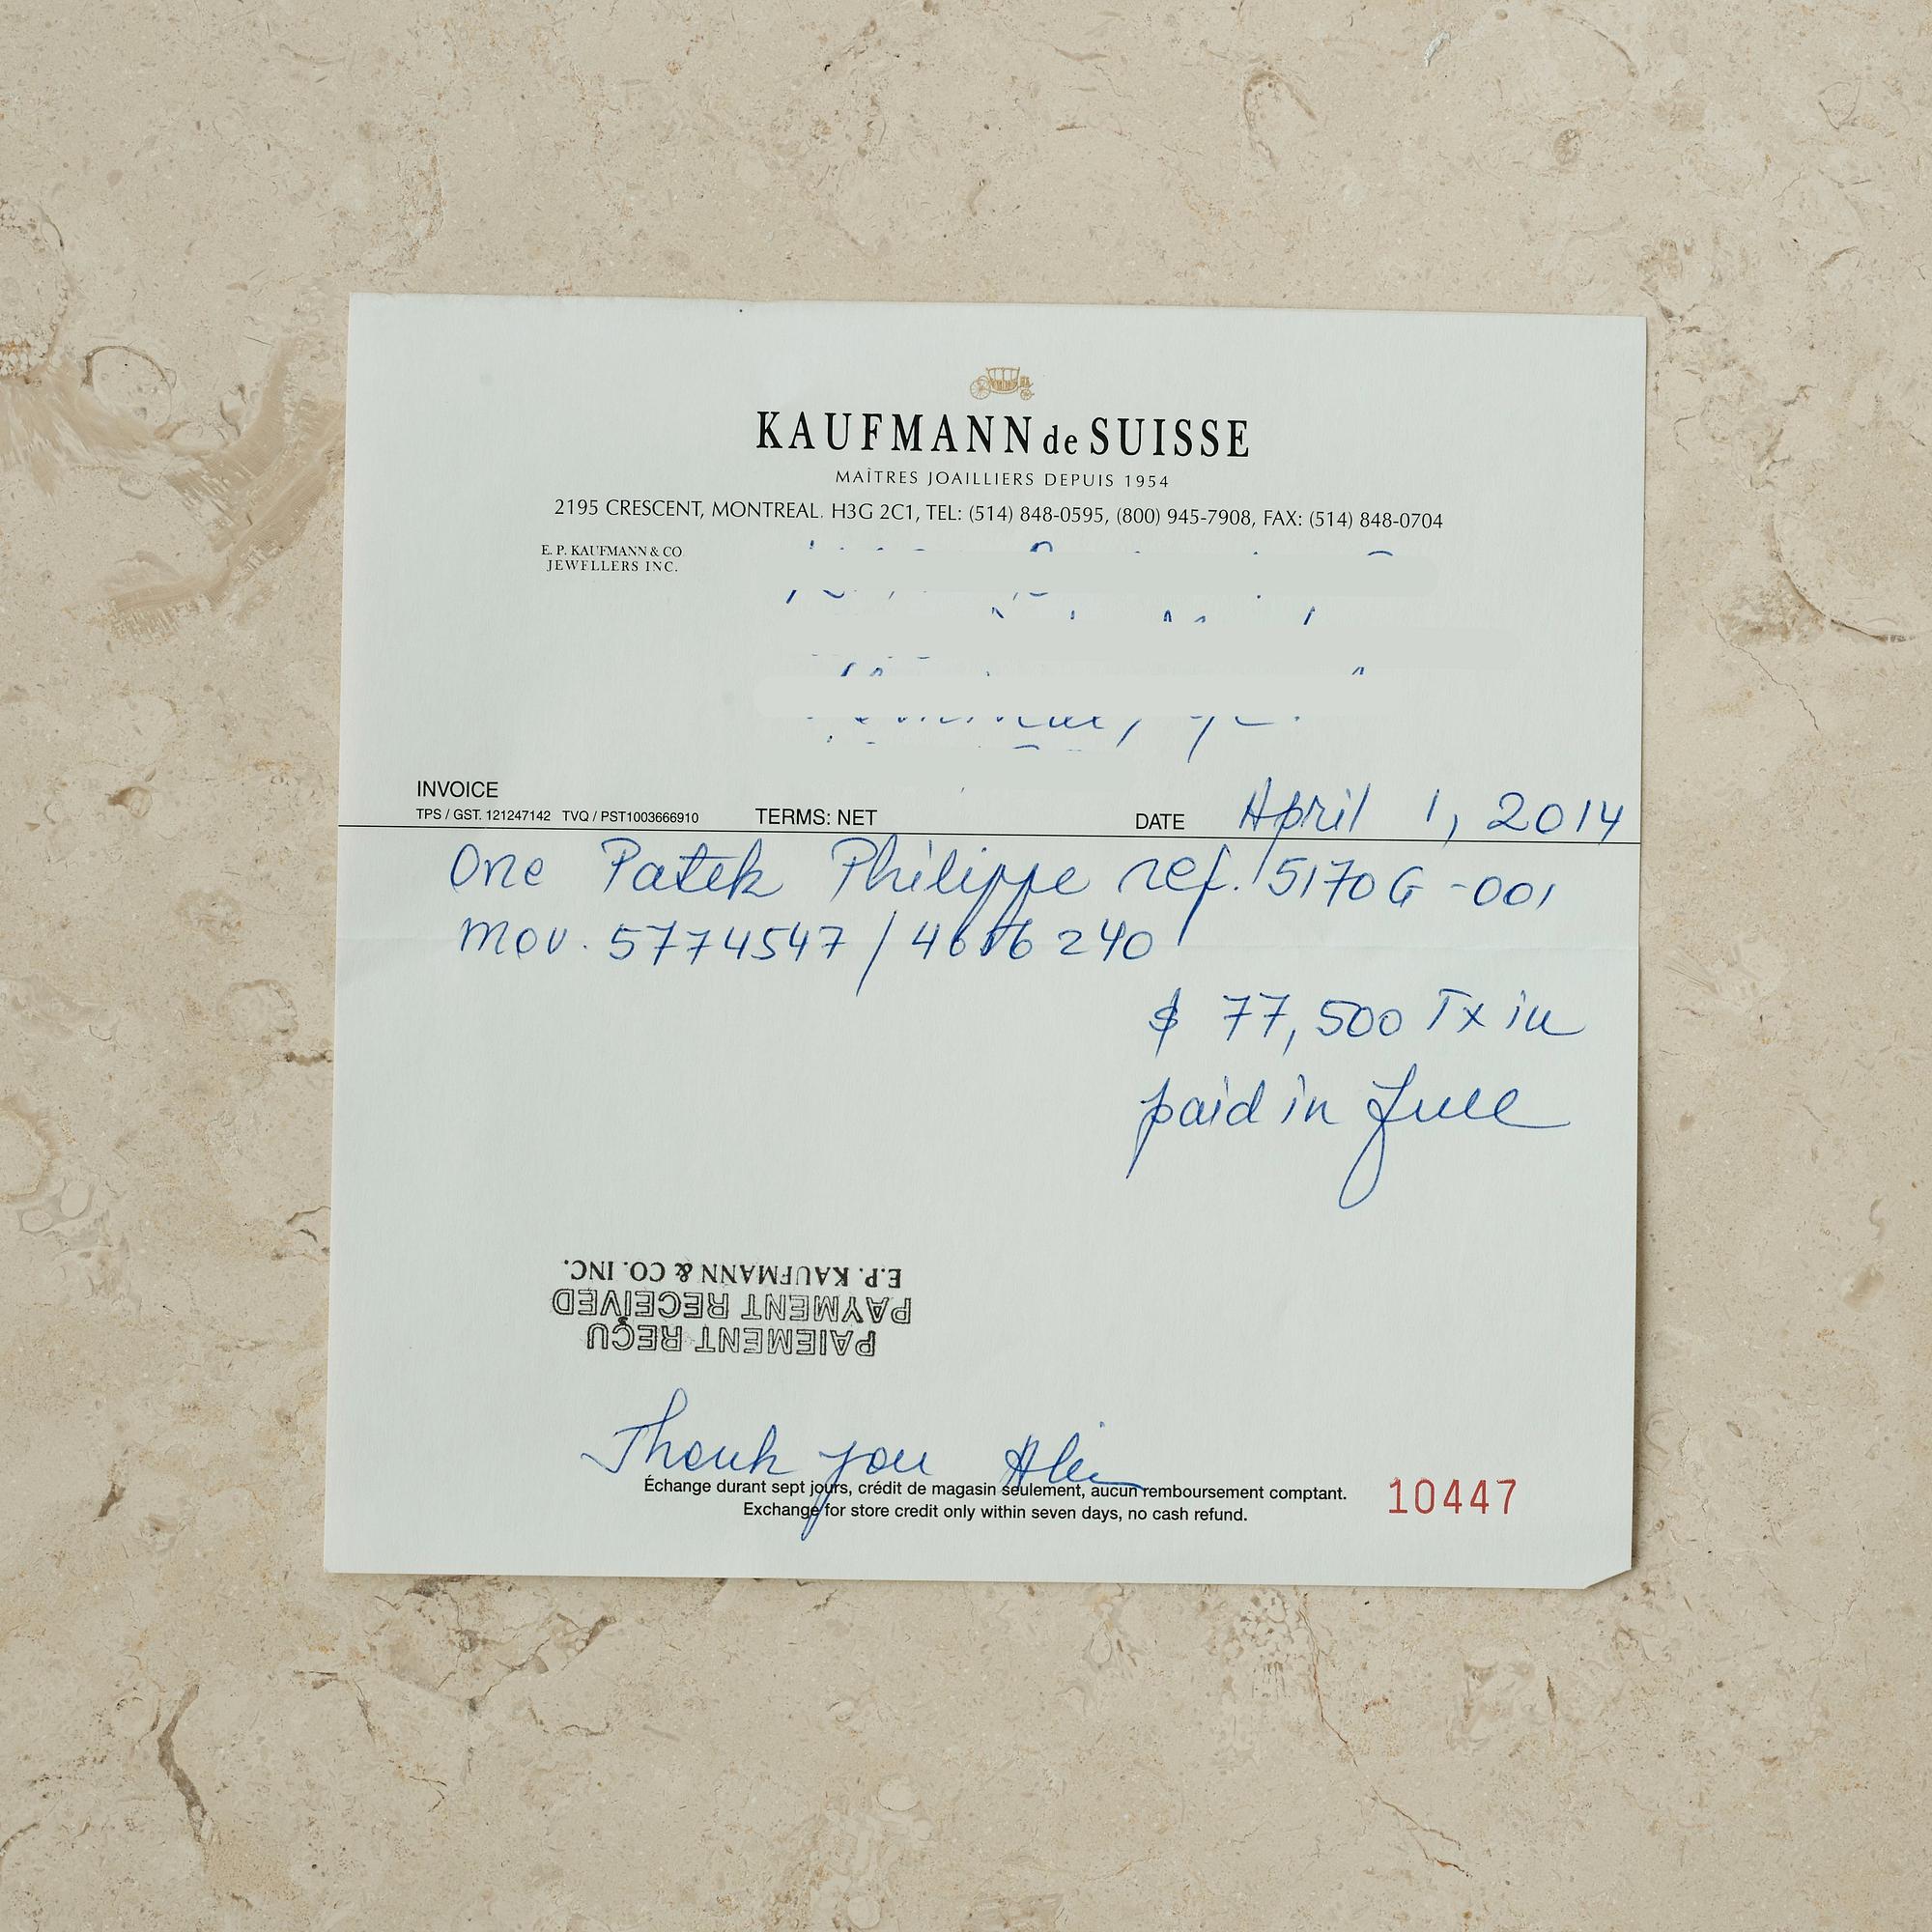 KAUFMANN de SUISSE
MAÎTRES JOAILLIERS DEPUIS 1954
2195 CRESCENT, MONTREAL. H3G 2C1, TEL: (514) 848-0595, (800) 945-7908, FAX: (514) 848-0704
E. P. KAUFMANN & CO
JEWELLERS INC.
INVOICE
TPS / GST. 121247142 TVQ / PST1003666910 TERMS: NET DATE April 1, 2014
One Patek Philippe ref. 5170G-001
mov. 5774547 /
$ 77,500 Tx in
paid in full
PAIEMENT REÇU
PAYMENT RECEIVED
E.P. KAUFMANN & CO. INC.
Thank you
Échange durant sept jours, crédit de magasin seulement, aucun remboursement comptant.
Exchange for store credit only within seven days, no cash refund.
10447